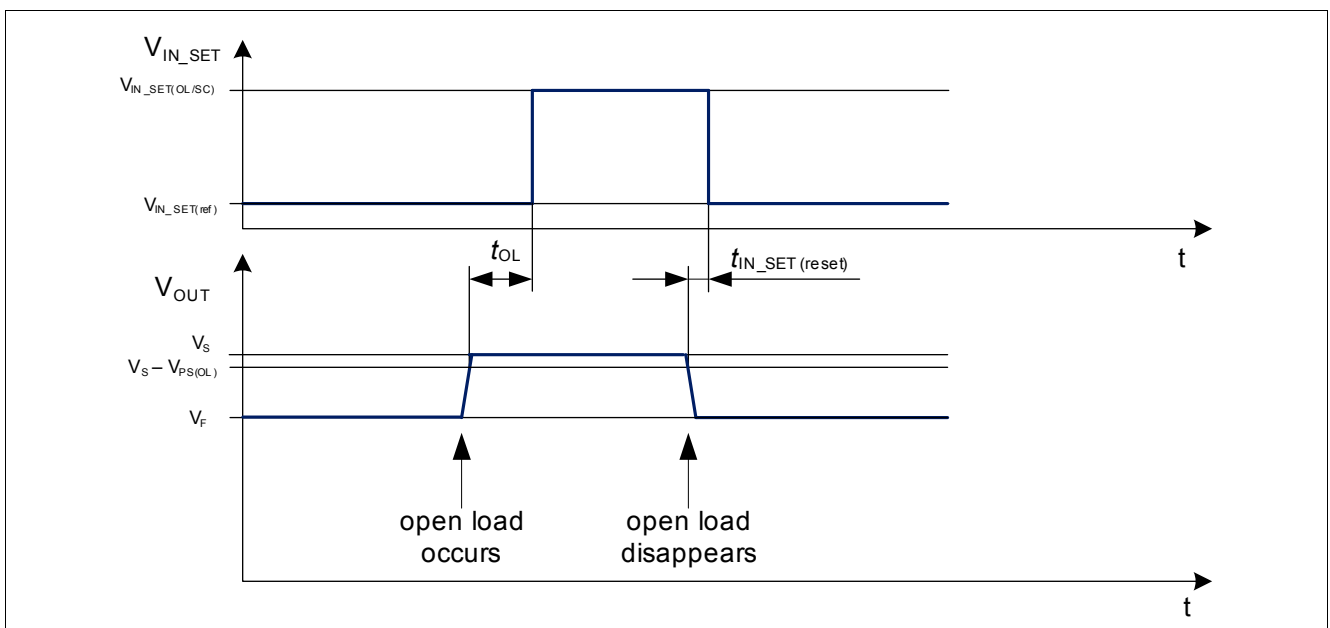 V_IN_SET
V_IN_SET(OL/SC)
V_IN_SET(ref)
t
t_OL
t_IN_SET (reset)
V_OUT
V_S
V_S – V_PS(OL)
V_F
open load
occurs
open load
disappears
t